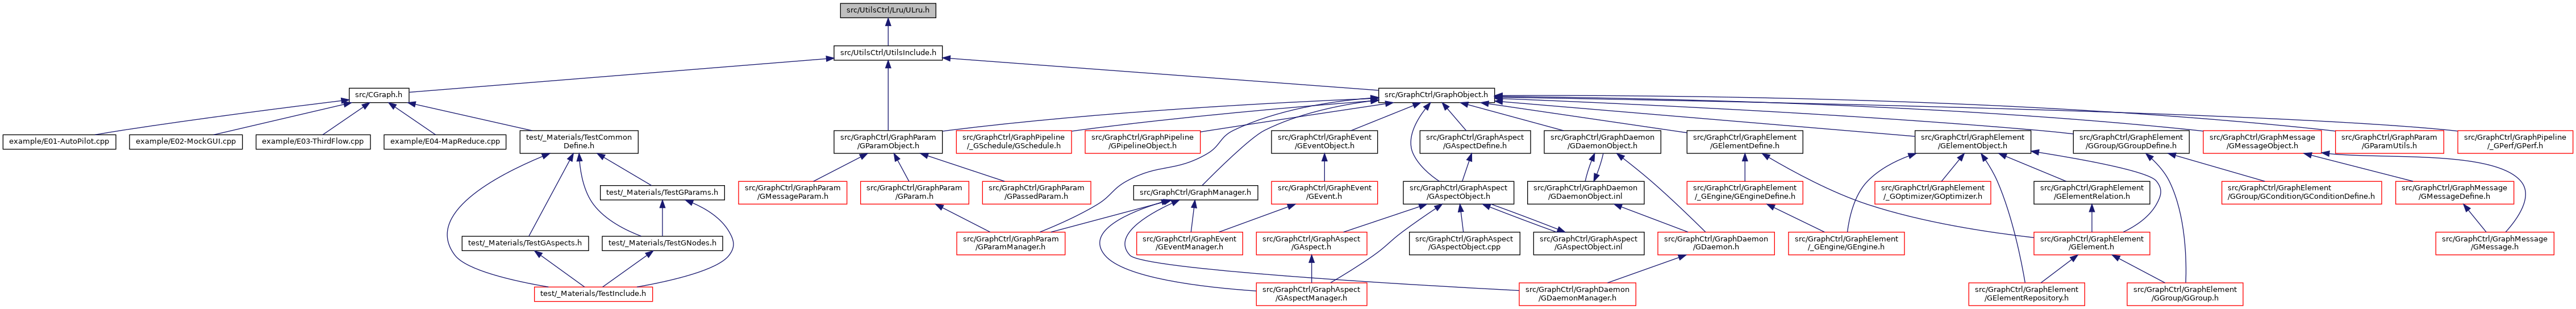 src/UtilsCtrl/Lru/ULru.h
src/UtilsCtrl/UtilsInclude.h
src/CGraph.h
src/GraphCtrl/GraphObject.h
example/E01-AutoPilot.cpp
example/E02-MockGUI.cpp
example/E03-ThirdFlow.cpp
example/E04-MapReduce.cpp
test/_Materials/TestCommon
Define.h
src/GraphCtrl/GraphParam
/GParamObject.h
src/GraphCtrl/GraphPipeline
/_GSchedule/GSchedule.h
src/GraphCtrl/GraphPipeline
/GPipelineObject.h
src/GraphCtrl/GraphEvent
/GEventObject.h
src/GraphCtrl/GraphAspect
/GAspectDefine.h
src/GraphCtrl/GraphDaemon
/GDaemonObject.h
src/GraphCtrl/GraphElement
/GElementDefine.h
src/GraphCtrl/GraphElement
/GElementObject.h
src/GraphCtrl/GraphElement
/GGroup/GGroupDefine.h
src/GraphCtrl/GraphMessage
/GMessageObject.h
src/GraphCtrl/GraphParam
/GParamUtils.h
src/GraphCtrl/GraphPipeline
/_GPerf/GPerf.h
test/_Materials/TestGParams.h
src/GraphCtrl/GraphParam
/GMessageParam.h
src/GraphCtrl/GraphParam
/GParam.h
src/GraphCtrl/GraphParam
/GPassedParam.h
src/GraphCtrl/GraphManager.h
src/GraphCtrl/GraphEvent
/GEvent.h
src/GraphCtrl/GraphAspect
/GAspectObject.h
src/GraphCtrl/GraphDaemon
/GDaemonObject.inl
src/GraphCtrl/GraphElement
/_GEngine/GEngineDefine.h
src/GraphCtrl/GraphElement
/_GOptimizer/GOptimizer.h
src/GraphCtrl/GraphElement
/GElementRelation.h
src/GraphCtrl/GraphElement
/GGroup/GCondition/GConditionDefine.h
src/GraphCtrl/GraphMessage
/GMessageDefine.h
test/_Materials/TestGAspects.h
test/_Materials/TestGNodes.h
src/GraphCtrl/GraphParam
/GParamManager.h
src/GraphCtrl/GraphEvent
/GEventManager.h
src/GraphCtrl/GraphAspect
/GAspect.h
src/GraphCtrl/GraphAspect
/GAspectObject.cpp
src/GraphCtrl/GraphAspect
/GAspectObject.inl
src/GraphCtrl/GraphDaemon
/GDaemon.h
src/GraphCtrl/GraphElement
/_GEngine/GEngine.h
src/GraphCtrl/GraphElement
/GElement.h
src/GraphCtrl/GraphMessage
/GMessage.h
test/_Materials/TestInclude.h
src/GraphCtrl/GraphAspect
/GAspectManager.h
src/GraphCtrl/GraphDaemon
/GDaemonManager.h
src/GraphCtrl/GraphElement
/GElementRepository.h
src/GraphCtrl/GraphElement
/GGroup/GGroup.h